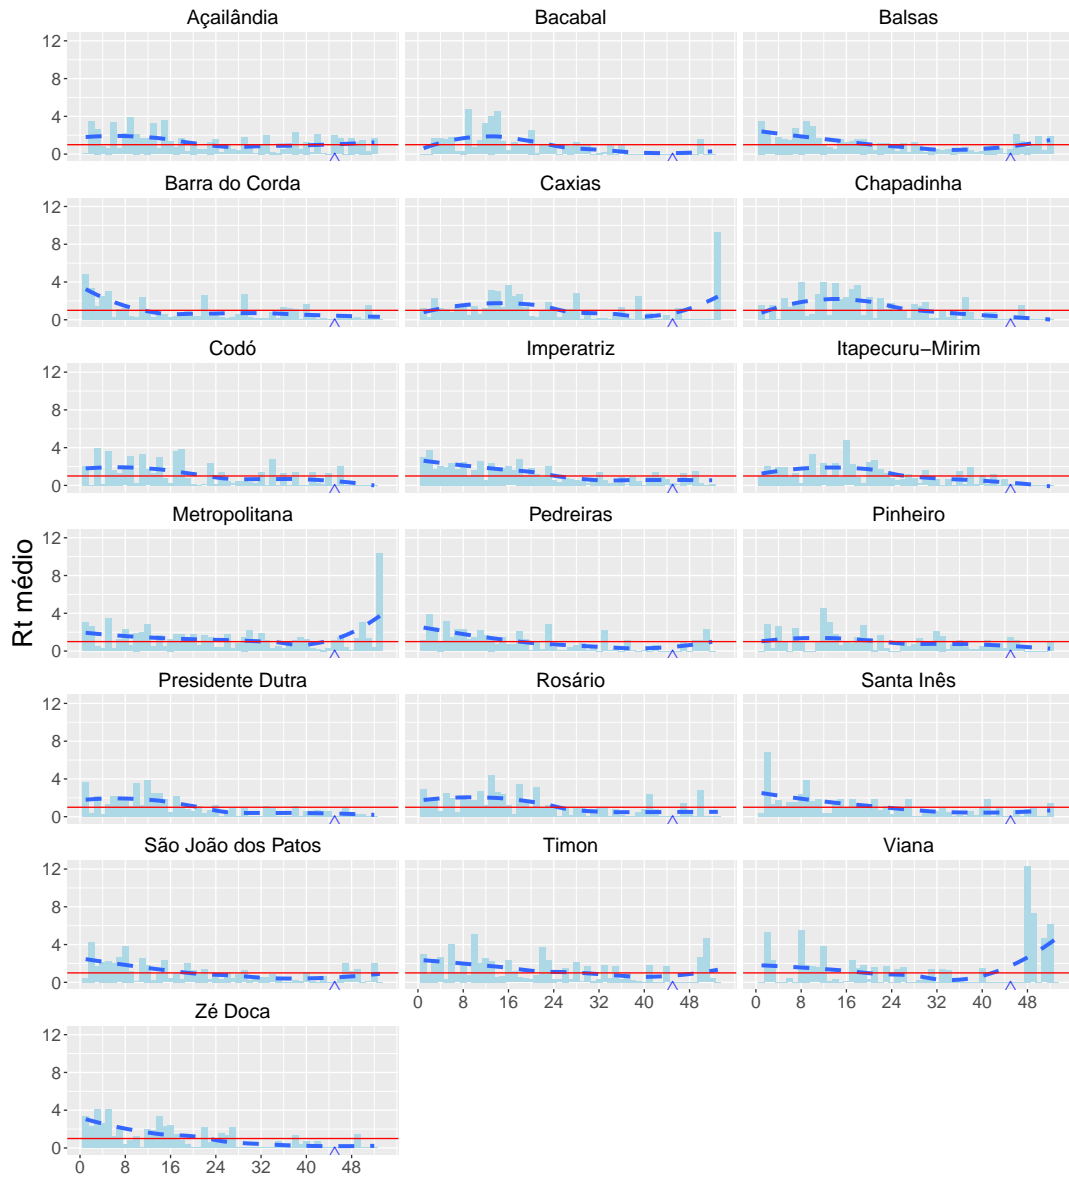 Açailândia Bacabal Balsas
12
8
4
0
Barra do Corda Caxias Chapadinha
12
8
4
0
Codó Imperatriz Itapecuru−Mirim
12
8
4
0
Metropolitana Pedreiras Pinheiro
12
8
4
0
Rt médio
Presidente Dutra Rosário Santa Inês
12
8
4
0
São João dos Patos Timon Viana
12
8
4
0
0 8 16 24 32 40 48 0 8 16 24 32 40 48
Zé Doca
12
8
4
0
0 8 16 24 32 40 48